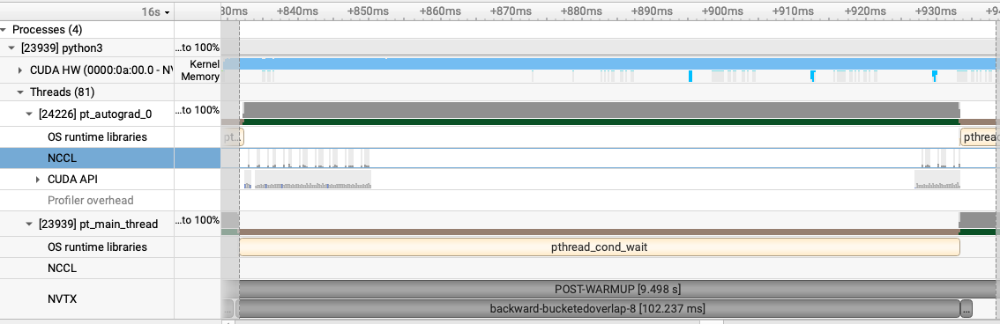 16s 30ms +840ms +850ms +860ms +870ms +880ms +890ms +900ms +910ms +920ms +930ms +94
Processes (4)
[23939] python3 ...to 100%
CUDA HW (0000:0a:00.0 - NV Kernel
Memory
Threads (81)
[24226] pt_autograd_0 ...to 100%
OS runtime libraries pt... pthread
NCCL
CUDA API
Profiler overhead
[23939] pt_main_thread ...to 100%
OS runtime libraries pthread_cond_wait
NCCL
NVTX POST-WARMUP [9.498 s]
... backward-bucketedoverlap-8 [102.237 ms] ...